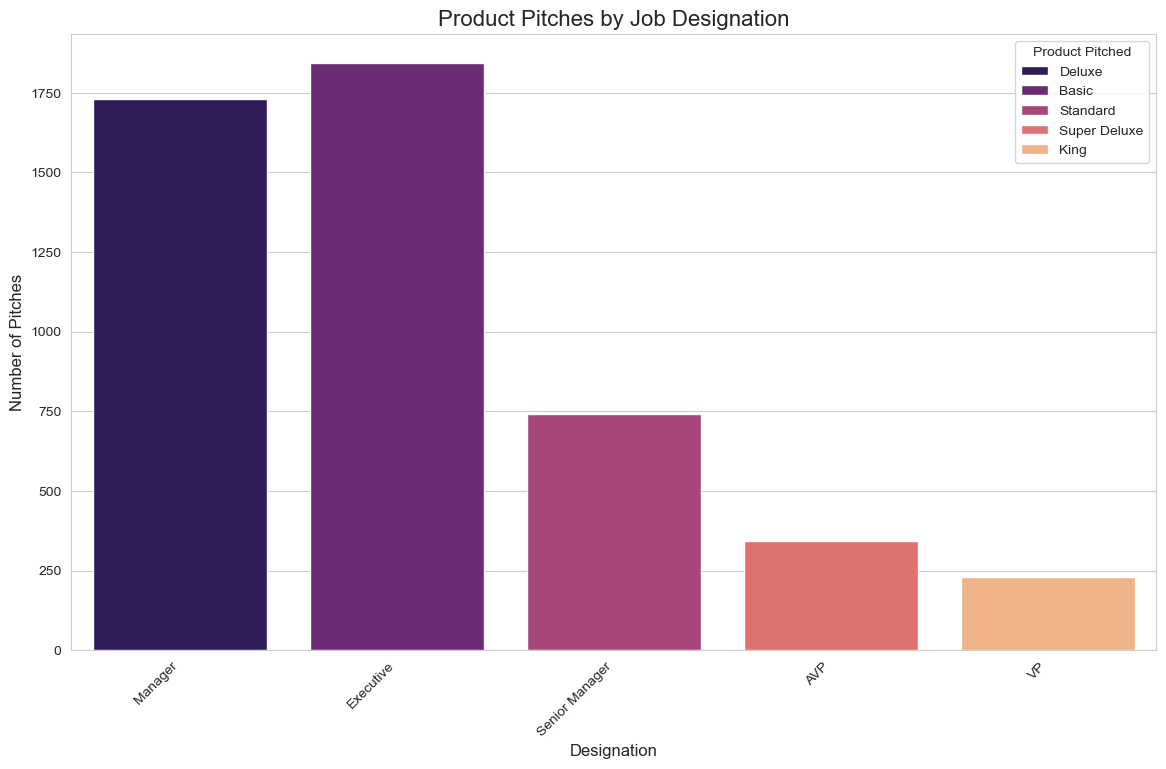 Product Pitches by Job Designation
Product Pitched
Deluxe
Basic
Standard
Super Deluxe
King
Number of Pitches
1750
1500
1250
1000
750
500
250
0
Manager
Executive
Senior Manager
AVP
VP
Designation